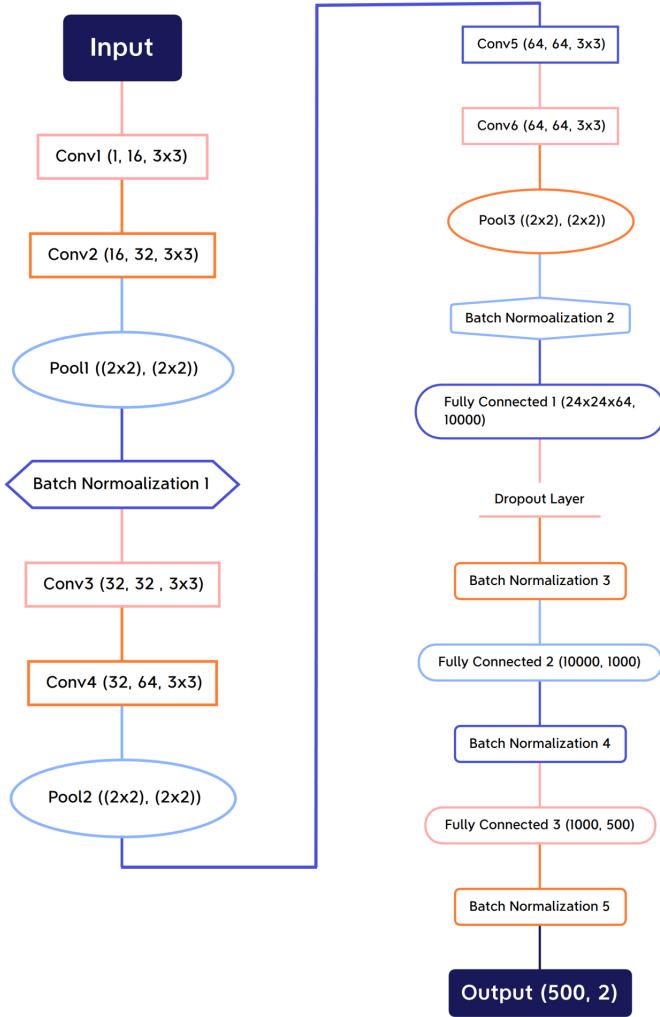 Input
Conv1 (1, 16, 3x3)
Conv2 (16, 32, 3x3)
Pool1 ((2x2), (2x2))
Batch Normoalization 1
Conv3 (32, 32 , 3x3)
Conv4 (32, 64, 3x3)
Pool2 ((2x2), (2x2))
Conv5 (64, 64, 3x3)
Conv6 (64, 64, 3x3)
Pool3 ((2x2), (2x2))
Batch Normoalization 2
Fully Connected 1 (24x24x64,
10000)
Dropout Layer
Batch Normalization 3
Fully Connected 2 (10000, 1000)
Batch Normalization 4
Fully Connected 3 (1000, 500)
Batch Normalization 5
Output (500, 2)